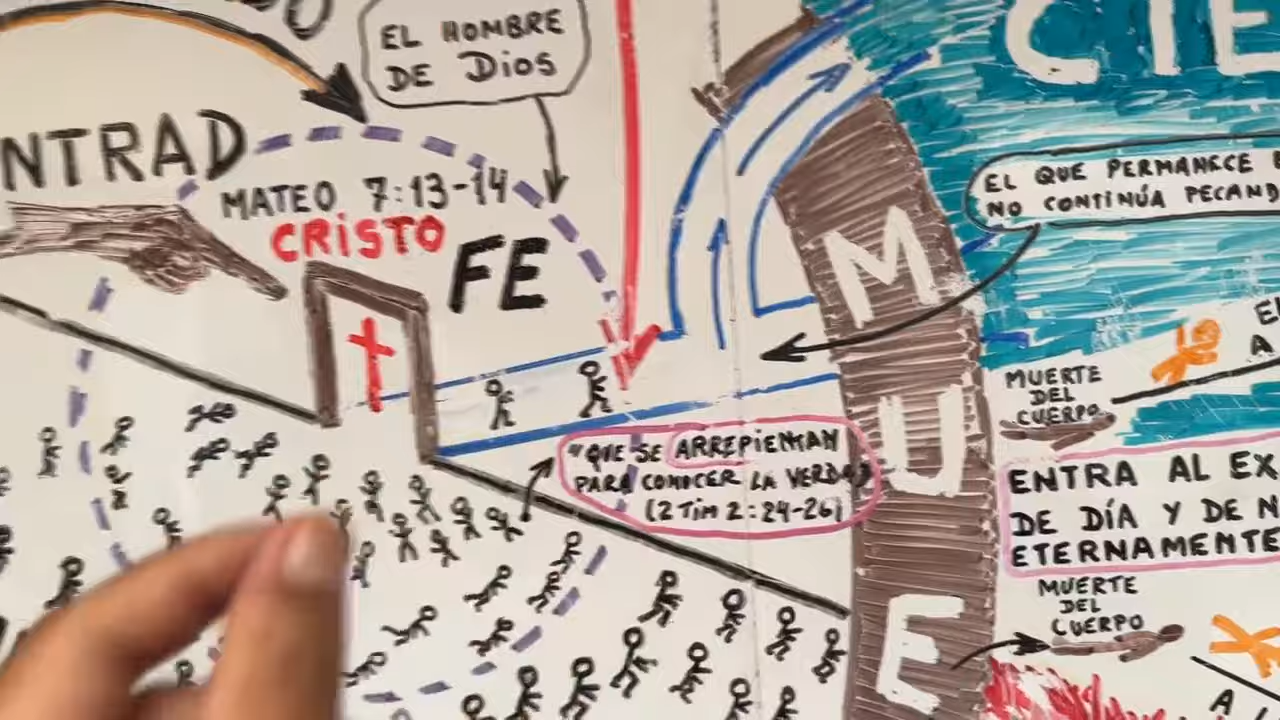 EL HOMBRE
DE Dios
CIE
NTRAD
MATEO 7:13-14
CRiSTO
FE
EL QUE PERMANECE
NO CONTINÚA PECAND
MUE
MUERTE
DEL
CUERPO
"QUE SE ARREPIENTAN
PARA CONOCER LA VERDAD
(2 Tim 2:24-26)
ENTRA AL EX
DE DÍA Y DE N
ETERNAMENTE
MUERTE
DEL
CUERPO
A